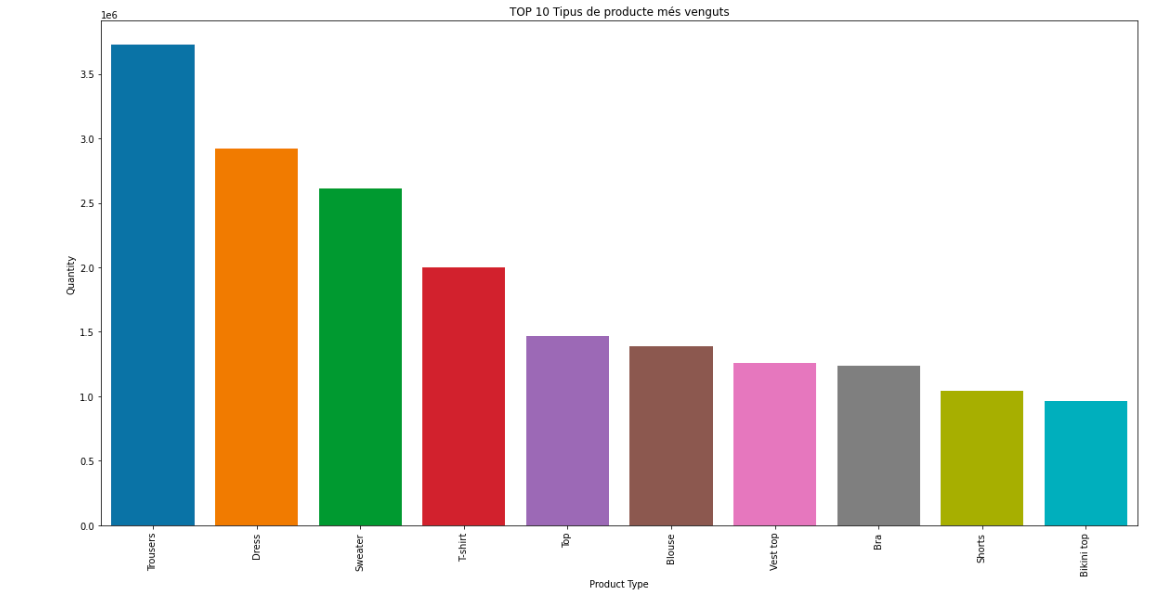 TOP 10 Tipus de producte més venguts
1e6
3.5
3.0
2.5
2.0
1.5
1.0
0.5
0.0
Quantity
Trousers
Dress
Sweater
T-shirt
Top
Blouse
Vest top
Bra
Shorts
Bikini top
Product Type